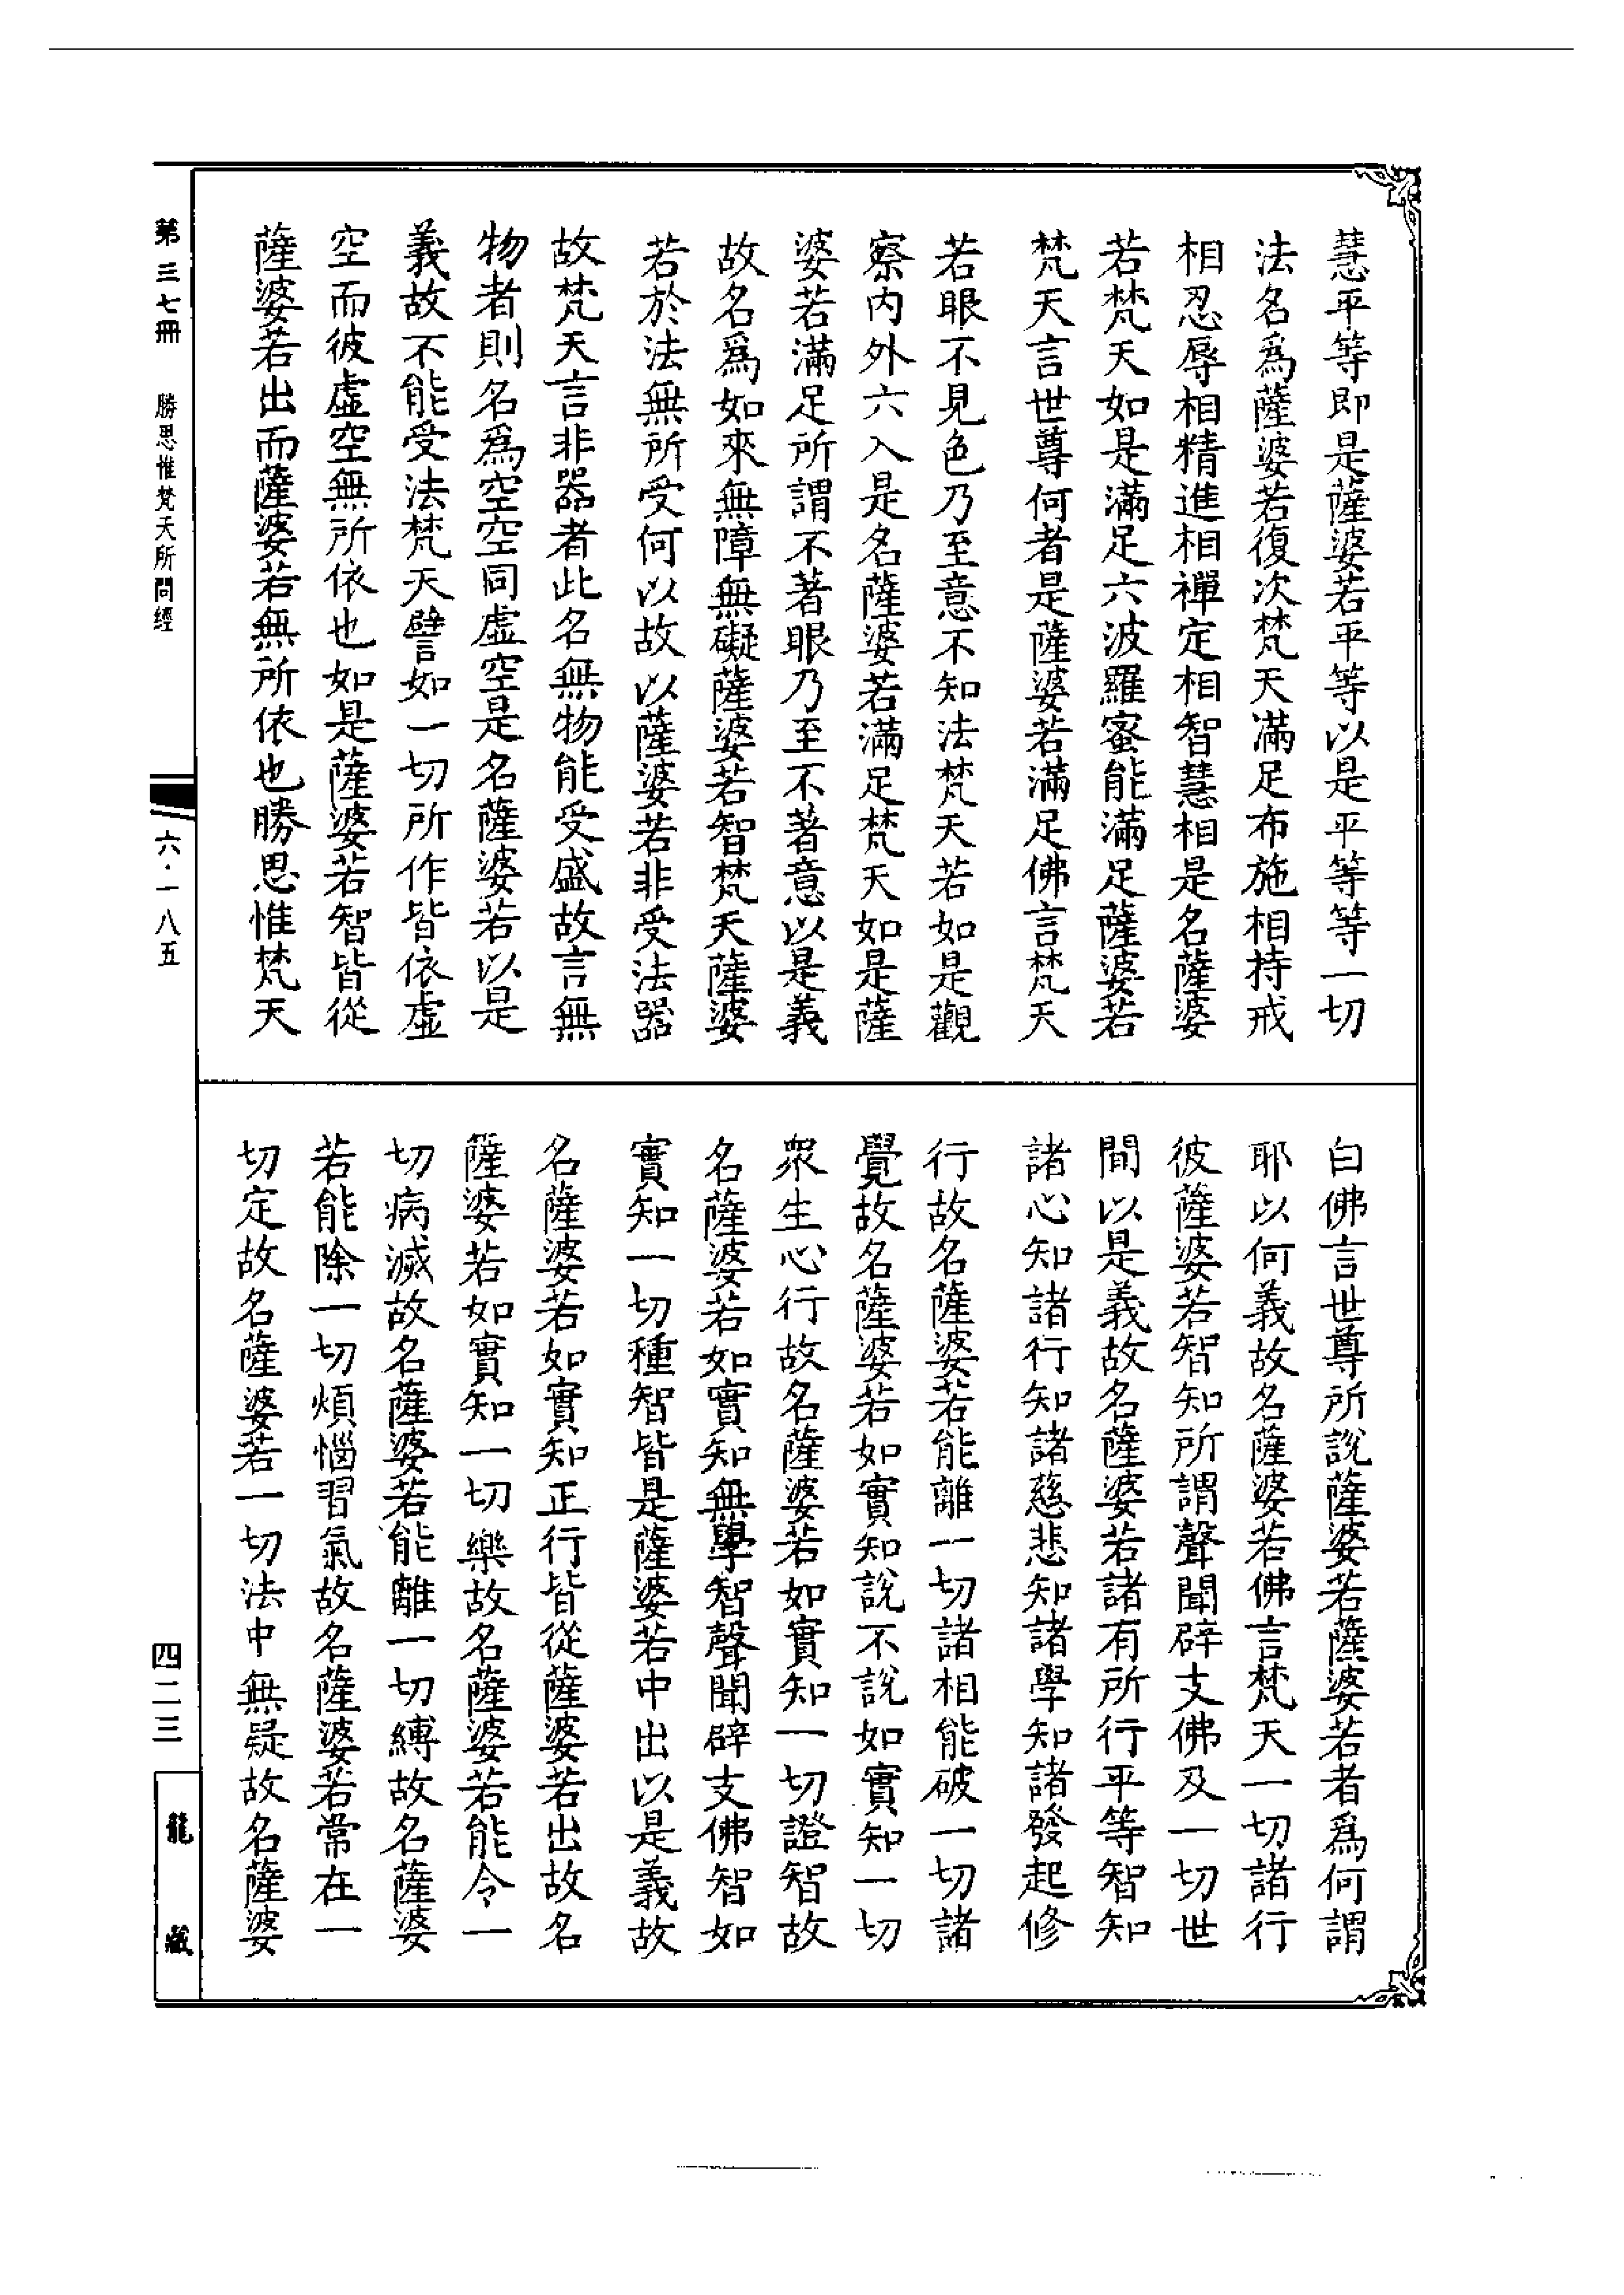 慧平等即是薩婆若平等以是平等等一切
法名爲薩婆若復次梵天滿足布施相持戒
相忍辱相精進相禪定相智慧相是名薩婆
若梵天如是滿足六波羅蜜能滿足薩婆若
梵天言世尊何者是薩婆若滿足佛言梵天
若眼不見色乃至意不知法梵天若如是觀
察內外六入是名薩婆若滿足梵天如是薩
婆若滿足所謂不著眼乃至不著意以是義
故名爲如來無障無礙薩婆若智梵天薩婆
若於法無所受何以故以薩婆若非受法器
故梵天言非器者此名無物能受盛故言無
物者則名爲空空同虛空是名薩婆若以是
義故不能受法梵天譬如一切所作皆依虛
空而彼虛空無所依也如是薩婆若智皆從
薩婆若出而薩婆若無所依也勝思惟梵天
白佛言世尊所說薩婆若薩婆若者爲何謂
耶以何義故名薩婆若佛言梵天一切諸行
彼薩婆若智知所謂聲聞辟支佛及一切世
間以是義故名薩婆若諸有所行平等智知
諸心知諸行知諸慈悲知諸學知諸發起修
行故名薩婆若能離一切諸相能破一切諸
覺故名薩婆若如實知說不說如實知一切
衆生心行故名薩婆若如實知一切證智故
名薩婆若如實知無學智聲聞辟支佛智如
實知一切種智皆是薩婆若中出以是義故
名薩婆若如實知正行皆從薩婆若出故名
薩婆若如實知一切樂故名薩婆若能令一
切病滅故名薩婆若能離一切縛故名薩婆
若能除一切煩惱習氣故名薩婆若常在一
切定故名薩婆若一切法中無疑故名薩婆
第三七冊　勝思惟梵天所問經
六·一八五
四二三
龍藏